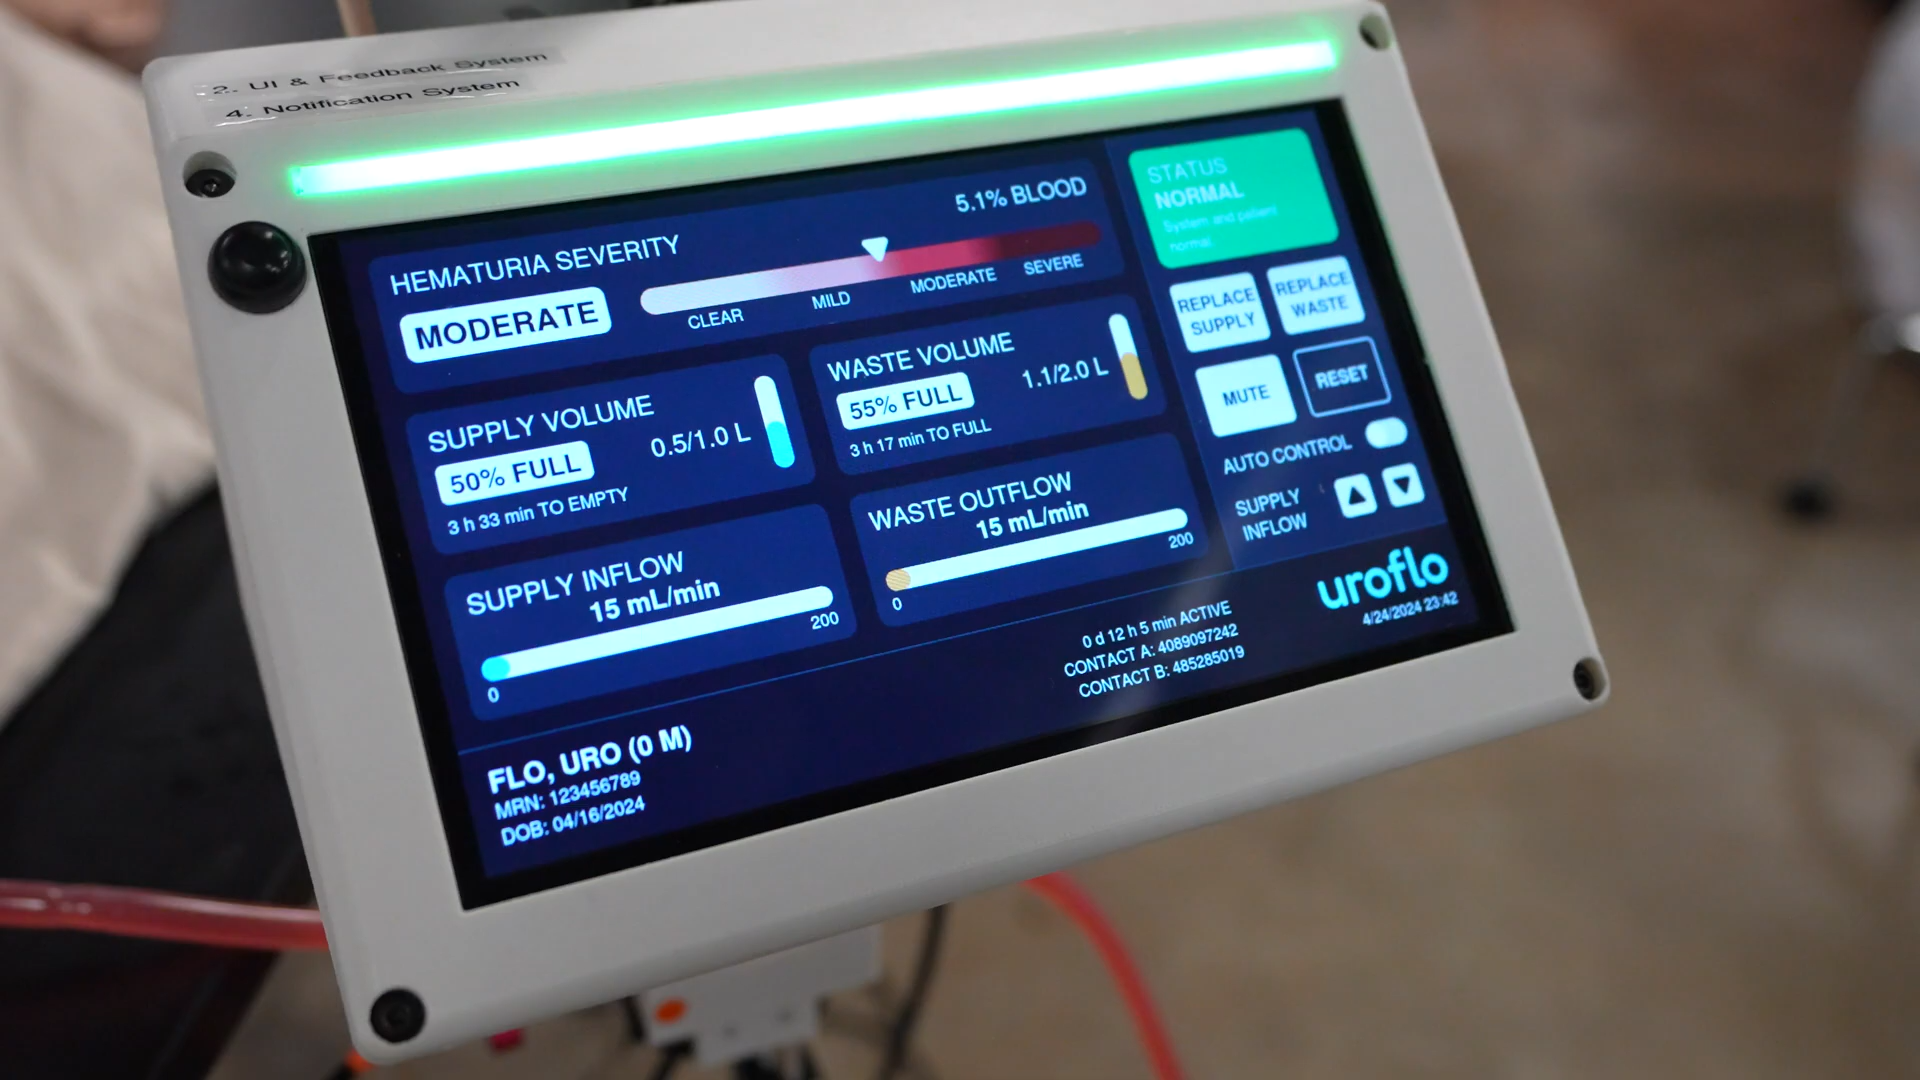 2. UI & Feedback System
4. Notification System
HEMATURIA SEVERITY
MODERATE
5.1% BLOOD
CLEAR
MILD
MODERATE
SEVERE
SUPPLY VOLUME
50% FULL
0.5/1.0 L
3 h 33 min TO EMPTY
WASTE VOLUME
55% FULL
1.1/2.0 L
3 h 17 min TO FULL
SUPPLY INFLOW
15 mL/min
0
200
WASTE OUTFLOW
15 mL/min
0
200
STATUS
NORMAL
System and patient
normal.
REPLACE
SUPPLY
REPLACE
WASTE
MUTE
RESET
AUTO CONTROL
SUPPLY
INFLOW
FLO, URO (0 M)
MRN: 123456789
DOB: 04/16/2024
0 d 12 h 5 min ACTIVE
CONTACT A: 4089097242
CONTACT B: 485285019
uroflo
4/24/2024 23:42